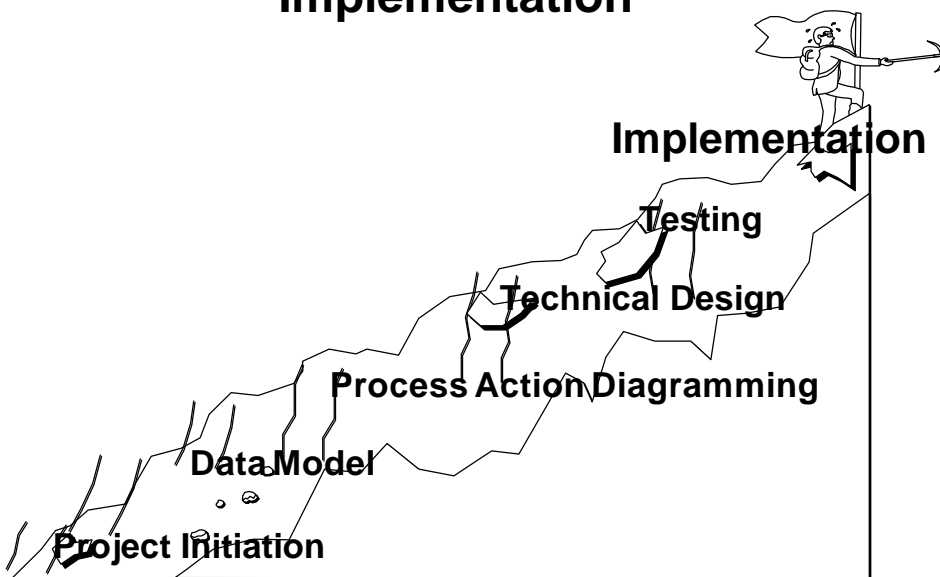 Implementation
Implementation
Testing
Technical Design
Process Action Diagramming
Data Model
Project Initiation